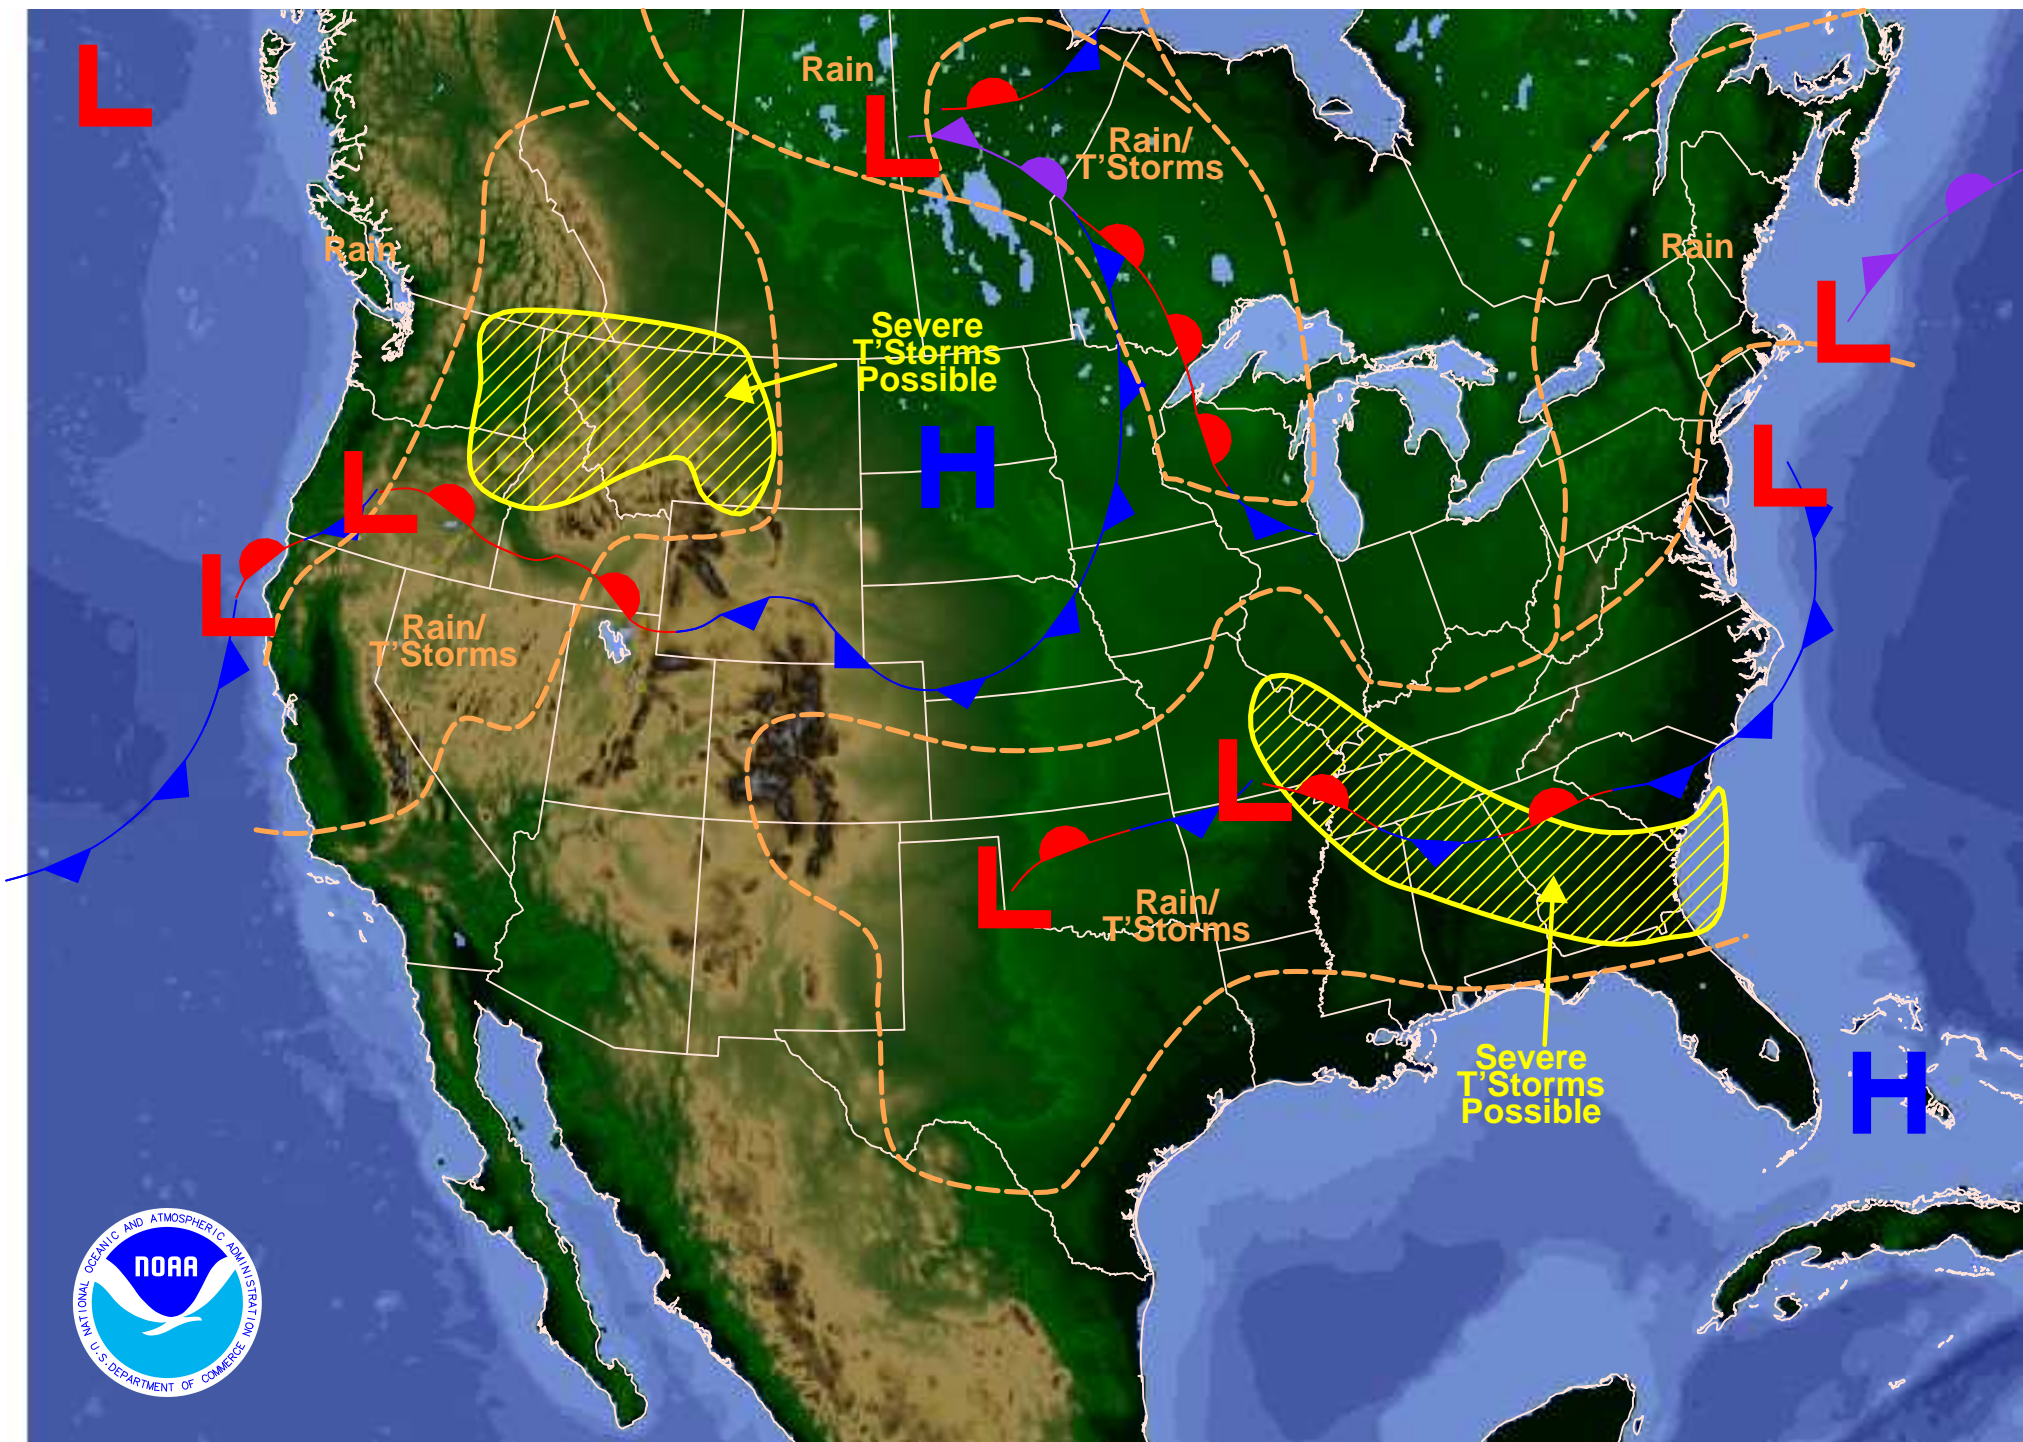 L
Rain
L
Rain/
T'Storms
Rain
Rain
L
Severe
T'Storms
Possible
H
L
L
L
Rain/
T'Storms
L
L
Rain/
T'Storms
Severe
T'Storms
Possible
H
NATIONAL OCEANIC AND ATMOSPHERIC ADMINISTRATION
NOAA
U.S. DEPARTMENT OF COMMERCE